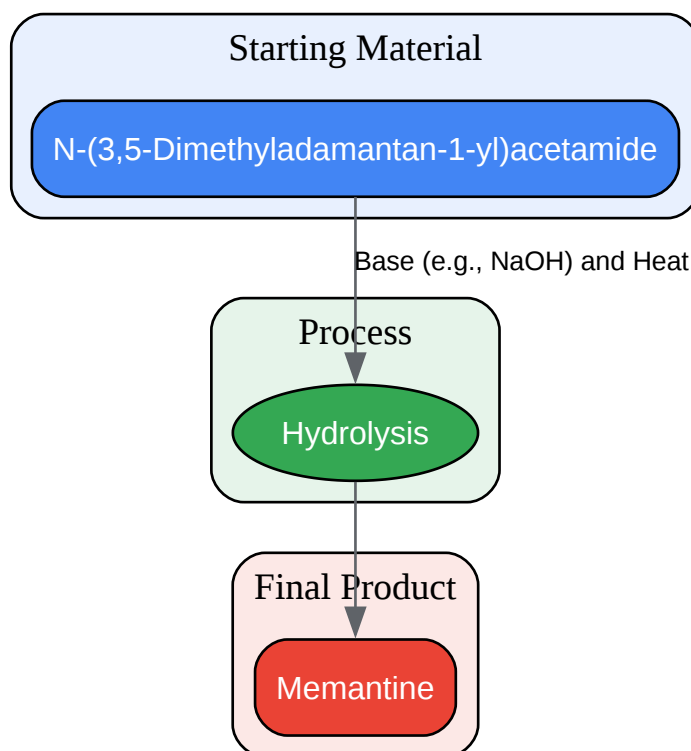 Starting Material
N-(3,5-Dimethyladamantan-1-yl)acetamide
Base (e.g., NaOH) and Heat
Process
Hydrolysis
Final Product
Memantine